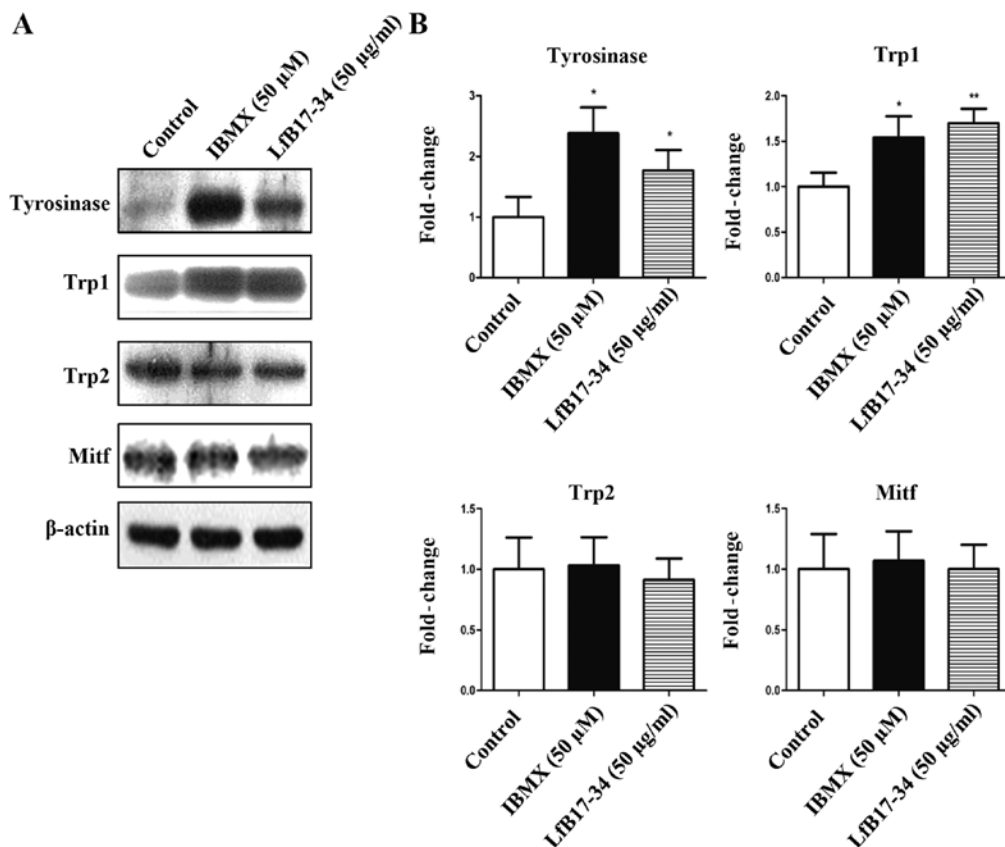 A
Control
IBMX (50 μM)
LfB17-34 (50 μg/ml)
Tyrosinase
Trp1
Trp2
Mitf
β-actin
B
Tyrosinase
Fold-change
3
2
1
0
*
*
Control
IBMX (50 μM)
LfB17-34 (50 μg/ml)
Trp1
Fold-change
2.0
1.5
1.0
0.5
0.0
*
**
Control
IBMX (50 μM)
LfB17-34 (50 μg/ml)
Trp2
Fold-change
1.5
1.0
0.5
0.0
Control
IBMX (50 μM)
LfB17-34 (50 μg/ml)
Mitf
Fold-change
1.5
1.0
0.5
0.0
Control
IBMX (50 μM)
LfB17-34 (50 μg/ml)